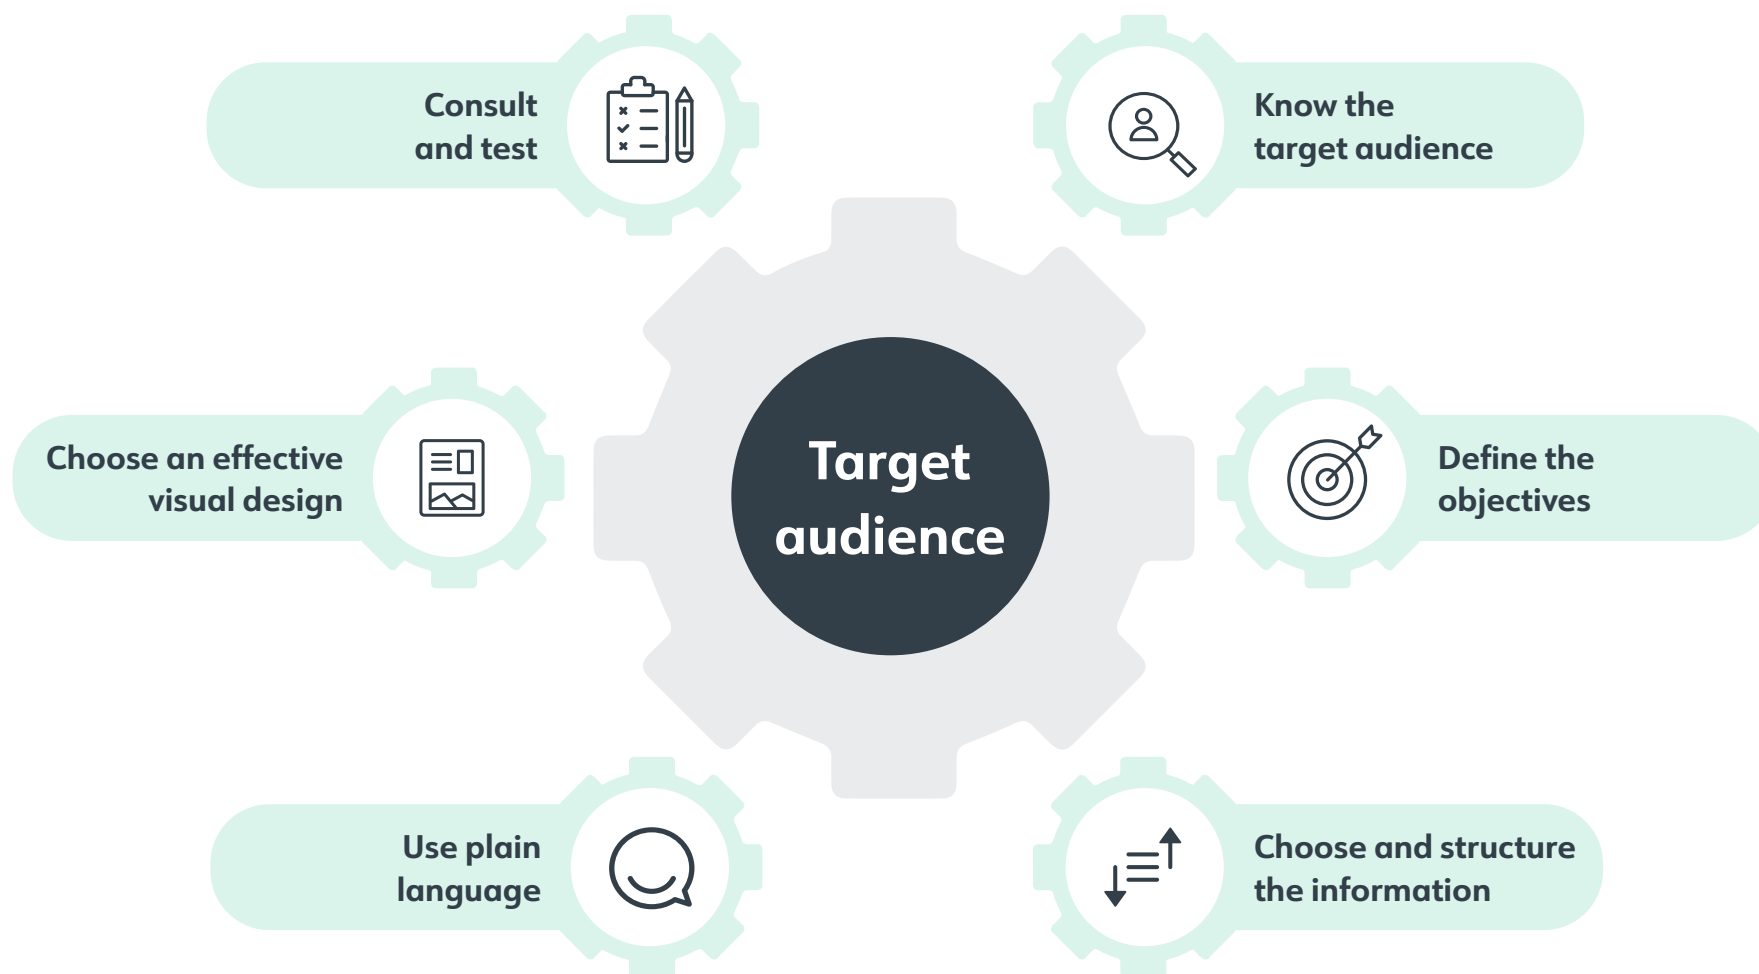 Consult
and test
Know the
target audience
Target
audience
Choose an effective
visual design
Define the
objectives
Use plain
language
Choose and structure
the information